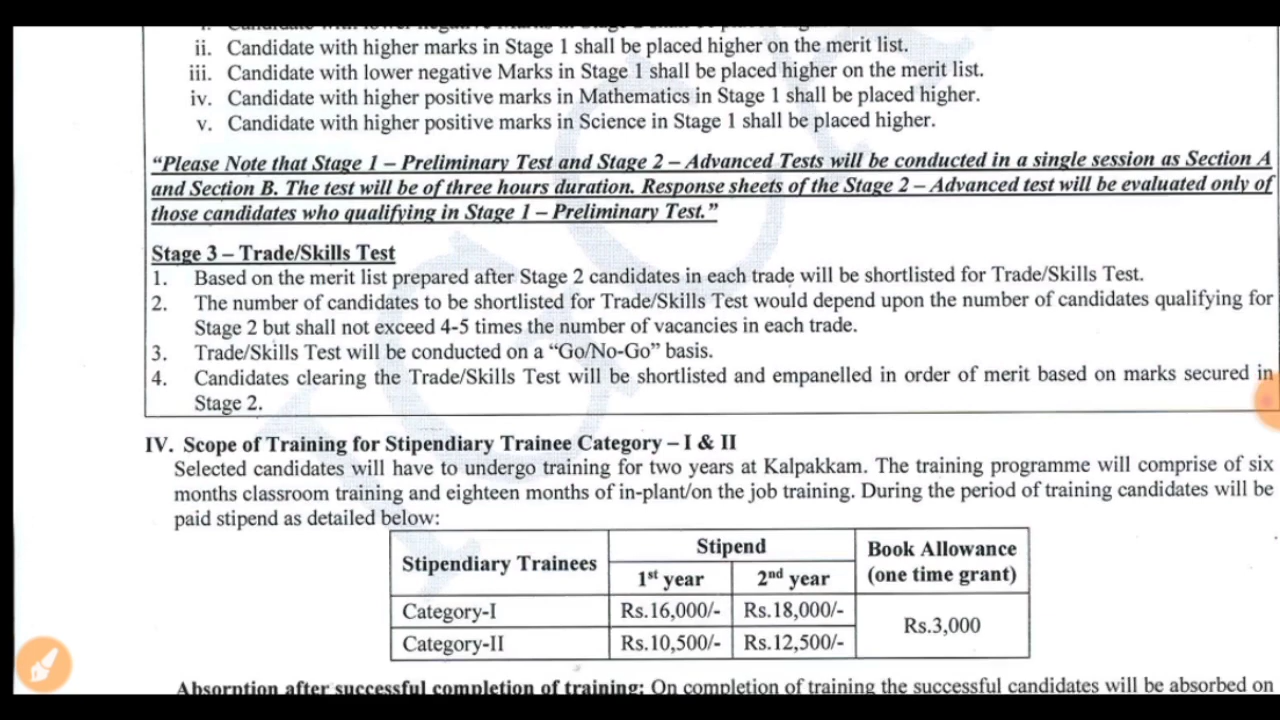 ii. Candidate with higher marks in Stage 1 shall be placed higher on the merit list.
iii. Candidate with lower negative Marks in Stage 1 shall be placed higher on the merit list.
iv. Candidate with higher positive marks in Mathematics in Stage 1 shall be placed higher.
v. Candidate with higher positive marks in Science in Stage 1 shall be placed higher.
"Please Note that Stage 1 – Preliminary Test and Stage 2 – Advanced Tests will be conducted in a single session as Section A
and Section B. The test will be of three hours duration. Response sheets of the Stage 2 – Advanced test will be evaluated only of
those candidates who qualifying in Stage 1 – Preliminary Test."
Stage 3 – Trade/Skills Test
1. Based on the merit list prepared after Stage 2 candidates in each trade will be shortlisted for Trade/Skills Test.
2. The number of candidates to be shortlisted for Trade/Skills Test would depend upon the number of candidates qualifying for
Stage 2 but shall not exceed 4-5 times the number of vacancies in each trade.
3. Trade/Skills Test will be conducted on a "Go/No-Go" basis.
4. Candidates clearing the Trade/Skills Test will be shortlisted and empanelled in order of merit based on marks secured in
Stage 2.
IV. Scope of Training for Stipendiary Trainee Category – I & II
Selected candidates will have to undergo training for two years at Kalpakkam. The training programme will comprise of six
months classroom training and eighteen months of in-plant/on the job training. During the period of training candidates will be
paid stipend as detailed below:
Stipendiary Trainees Stipend Book Allowance (one time grant)
1st year 2nd year
Category-I Rs.16,000/- Rs.18,000/- Rs.3,000
Category-II Rs.10,500/- Rs.12,500/-
Absorption after successful completion of training: On completion of training the successful candidates will be absorbed on